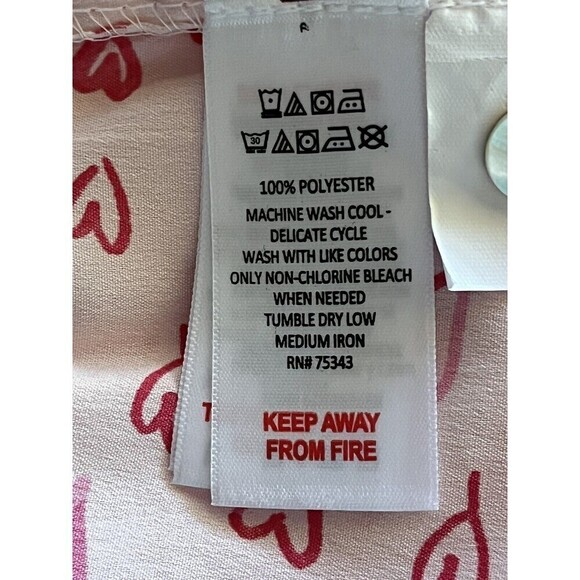 30
100% POLYESTER
MACHINE WASH COOL -
DELICATE CYCLE
WASH WITH LIKE COLORS
ONLY NON-CHLORINE BLEACH
WHEN NEEDED
TUMBLE DRY LOW
MEDIUM IRON
RN# 75343
KEEP AWAY
FROM FIRE